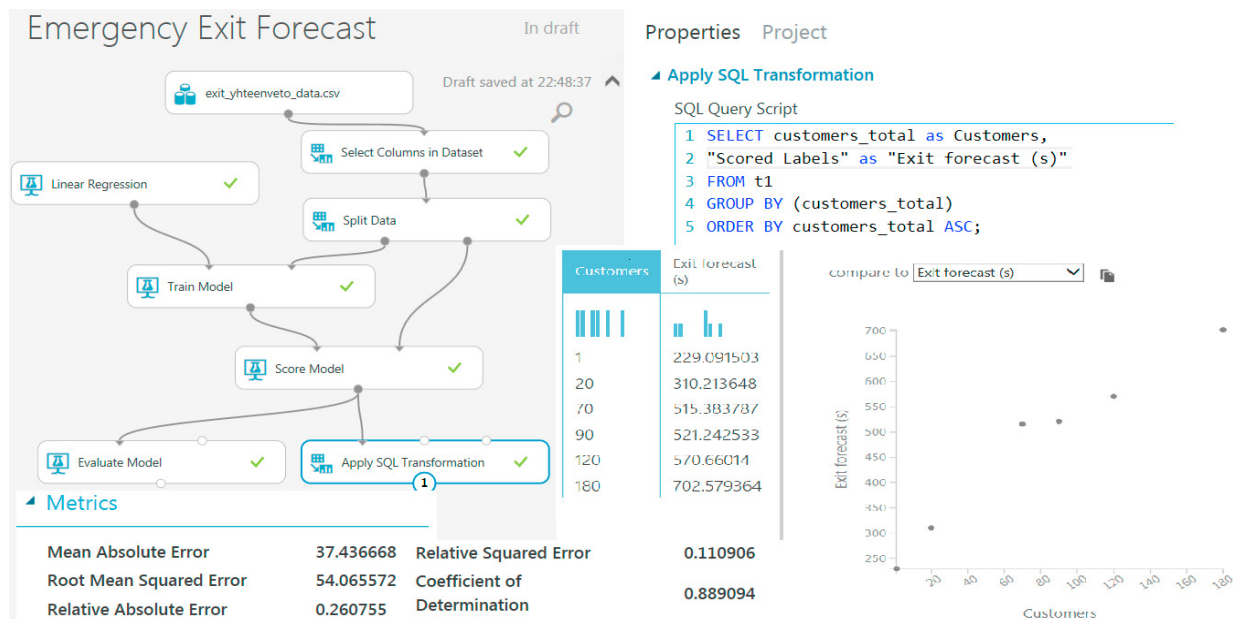 Emergency Exit Forecast
In draft
Draft saved at 22:48:37
exit_yhteenveto_data.csv
Select Columns in Dataset
Linear Regression
Split Data
Train Model
Score Model
Evaluate Model
Apply SQL Transformation
1
Properties Project
Apply SQL Transformation
SQL Query Script
1 SELECT customers_total as Customers,
2 "Scored Labels" as "Exit forecast (s)"
3 FROM t1
4 GROUP BY (customers_total)
5 ORDER BY customers_total ASC;
Customers Exit forecast
(s)
1 229.091503
20 310.213648
70 515.383787
90 521.242533
120 570.66014
180 702.579364
compare to Exit forecast (s)
700
650
600
550
500
450
400
350
300
250
Exit forecast (s)
20 40 60 80 100 120 140 160 180
Customers
Metrics
Mean Absolute Error 37.436668
Root Mean Squared Error 54.065572
Relative Absolute Error 0.260755
Relative Squared Error 0.110906
Coefficient of
Determination 0.889094